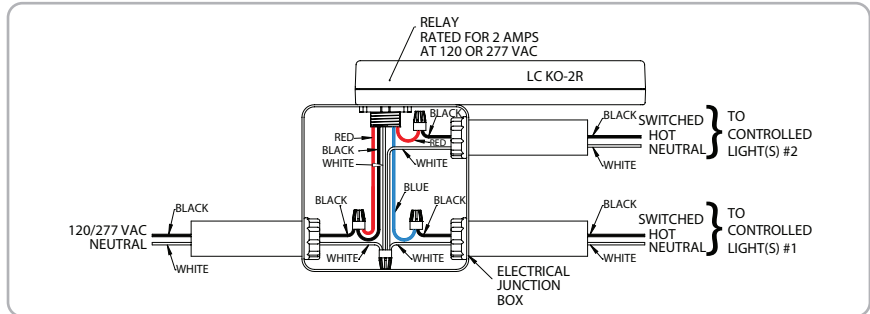 RELAY
RATED FOR 2 AMPS
AT 120 OR 277 VAC
LC KO-2R
BLACK
RED
RED
BLACK
WHITE
WHITE
BLACK
WHITE
SWITCHED
HOT
NEUTRAL
TO
CONTROLLED
LIGHT(S) #2
BLUE
BLACK
BLACK
BLACK
120/277 VAC
NEUTRAL
WHITE
WHITE
WHITE
BLACK
WHITE
SWITCHED
HOT
NEUTRAL
TO
CONTROLLED
LIGHT(S) #1
ELECTRICAL
JUNCTION
BOX